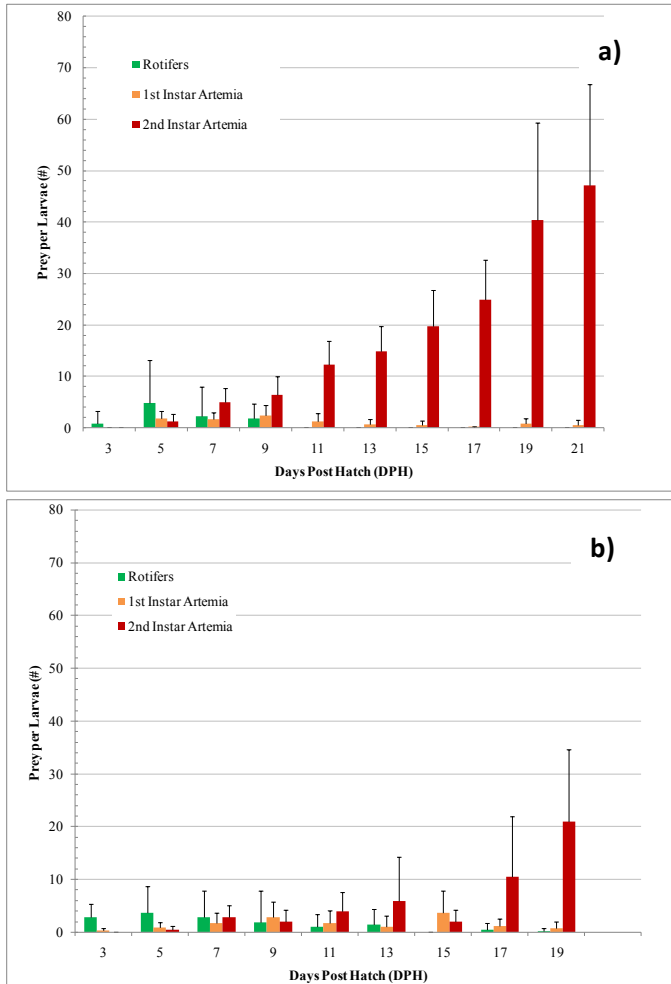 a)
80
70
60
50
40
30
20
10
0
Prey per Larvae (#)
Rotifers
1st Instar Artemia
2nd Instar Artemia
3 5 7 9 11 13 15 17 19 21
Days Post Hatch (DPH)
b)
80
70
60
50
40
30
20
10
0
Prey per Larvae (#)
Rotifers
1st Instar Artemia
2nd Instar Artemia
3 5 7 9 11 13 15 17 19
Days Post Hatch (DPH)